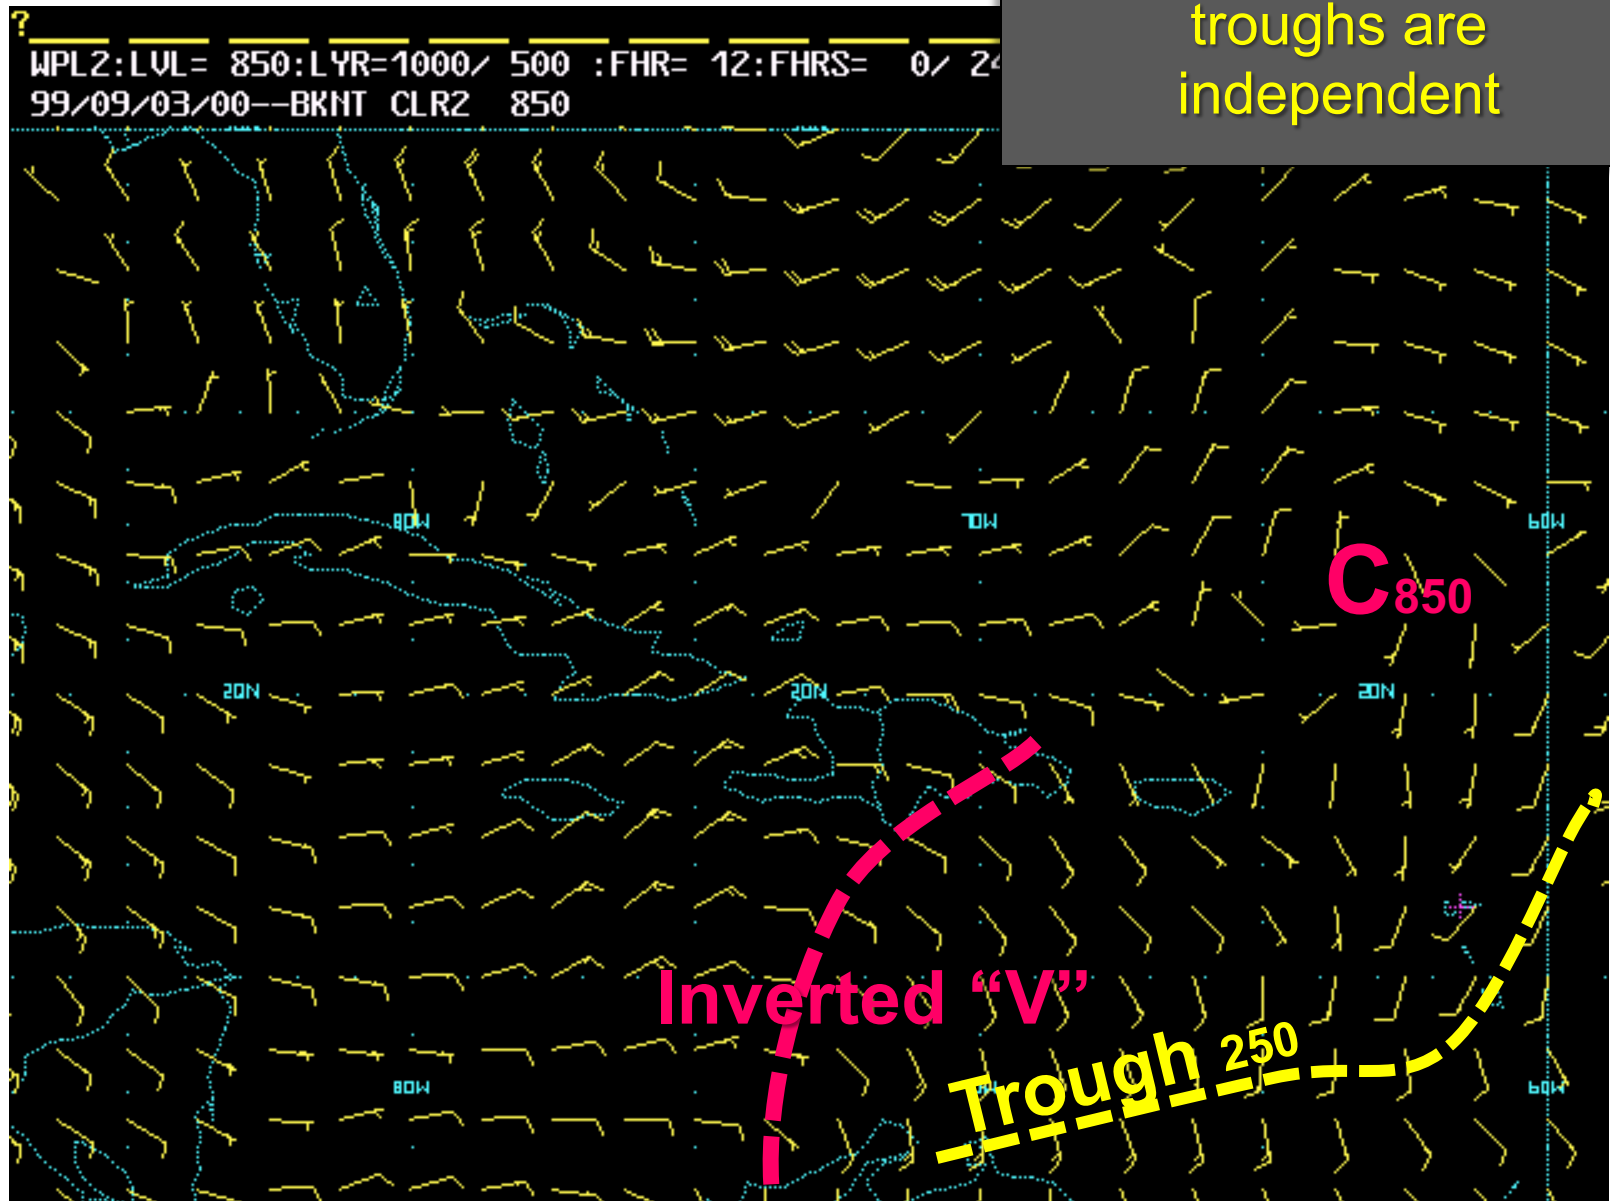 ?
troughs are
independent
WPL2:LVL= 850:LYR=1000/ 500 :FHR= 12:FHRS= 0/ 24
99/09/03/00--BKNT CLR2 850
80W
70W
60W
C850
20N
20N
20N
Inverted “V”
Trough 250
80W
60W